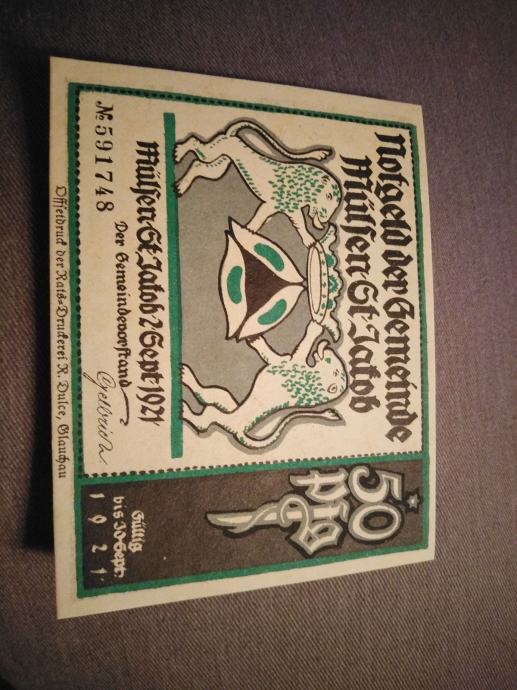 Notgeld der Gemeinde
Mülsen St. Jakob
Mülsen St. Jakob 2 Sept. 1921
Der Gemeindevorstand
№ 591748
50
pfg
Gültig
bis 30. Sept.
1921.
Offsetdruck der Rats=Druckerei R. Dulce, Glauchau